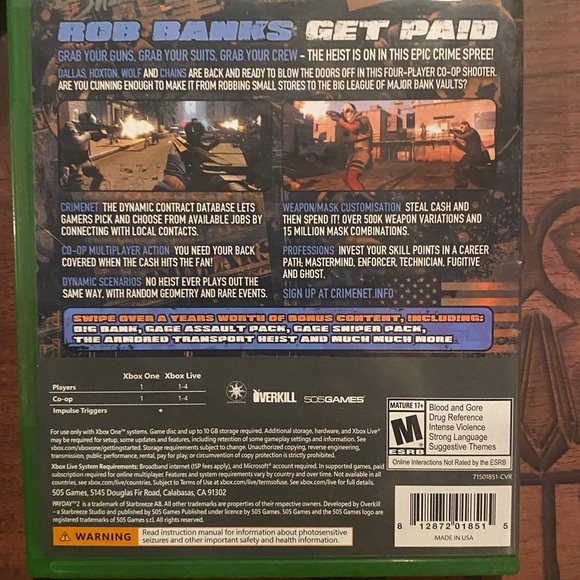 ROB BANKS GET PAID
GRAB YOUR GUNS, GRAB YOUR SUITS, GRAB YOUR CREW – THE HEIST IS ON IN THIS EPIC CRIME SPREE!
DALLAS, HOXTON, WOLF AND CHAINS ARE BACK AND READY TO BLOW THE DOORS OFF IN THIS FOUR-PLAYER CO-OP SHOOTER.
ARE YOU CUNNING ENOUGH TO MAKE IT FROM ROBBING SMALL STORES TO THE BIG LEAGUE OF MAJOR BANK VAULTS?
CRIMENET THE DYNAMIC CONTRACT DATABASE LETS
GAMERS PICK AND CHOOSE FROM AVAILABLE JOBS BY
CONNECTING WITH LOCAL CONTACTS.
CO-OP MULTIPLAYER ACTION YOU NEED YOUR BACK
COVERED WHEN THE CASH HITS THE FAN!
DYNAMIC SCENARIOS NO HEIST EVER PLAYS OUT THE
SAME WAY, WITH RANDOM GEOMETRY AND RARE EVENTS.
WEAPON/MASK CUSTOMISATION STEAL CASH AND
THEN SPEND IT! OVER 500K WEAPON VARIATIONS AND
15 MILLION MASK COMBINATIONS.
PROFESSIONS INVEST YOUR SKILL POINTS IN A CAREER
PATH; MASTERMIND, ENFORCER, TECHNICIAN, FUGITIVE
AND GHOST.
SIGN UP AT CRIMENET.INFO
SWIPE OVER A YEARS WORTH OF BONUS CONTENT, INCLUDING:
BIG BANK, GAGE ASSAULT PACK, GAGE SNIPER PACK,
THE ARMORED TRANSPORT HEIST AND MUCH MUCH MORE
Xbox One Xbox Live
Players 1 1-4
Co-op 1 1-4
Impulse Triggers •
OVERKILL
505GAMES
MATURE 17+
M
ESRB
Blood and Gore
Drug Reference
Intense Violence
Strong Language
Suggestive Themes
Online Interactions Not Rated by the ESRB
For use only with Xbox One™ systems. Game disc and up to 10 GB storage required. Additional storage, hardware, and Xbox Live®
may be required for setup, some updates and features, including retention of some gameplay settings and information. See
xbox.com/xboxone/gettingstarted. Storage requirements subject to change. Unauthorized copying, reverse engineering,
transmission, public performance, rental, pay for play, or circumvention of copy protection is strictly prohibited.
Xbox Live System Requirements: Broadband internet (ISP fees apply), and Microsoft® account required. In supported games, paid
subscription required for online multiplayer. Features and system requirements vary by country and over time. Not available in all
countries, see xbox.com/live/countries. Subject to Terms of Use, see xbox.com/live/termsofuse. See xbox.com/live for full details.
505 Games, 5145 Douglas Fir Road, Calabasas, CA 91302
PAYDAY™2 is a trademark of Starbreeze AB. All other trademarks are properties of their respective owners. Developed by Overkill
– a Starbreeze Studio and published by 505 Games Published under licence by 505 Games. 505 Games and the 505 Games logo are
registered trademarks of 505 Games S.r.l. All rights reserved.
71501851-CVR
8 12872 01851 5
MADE IN USA
WARNING
Read instruction manual for information about photosensitive
seizures and other important safety and health information.